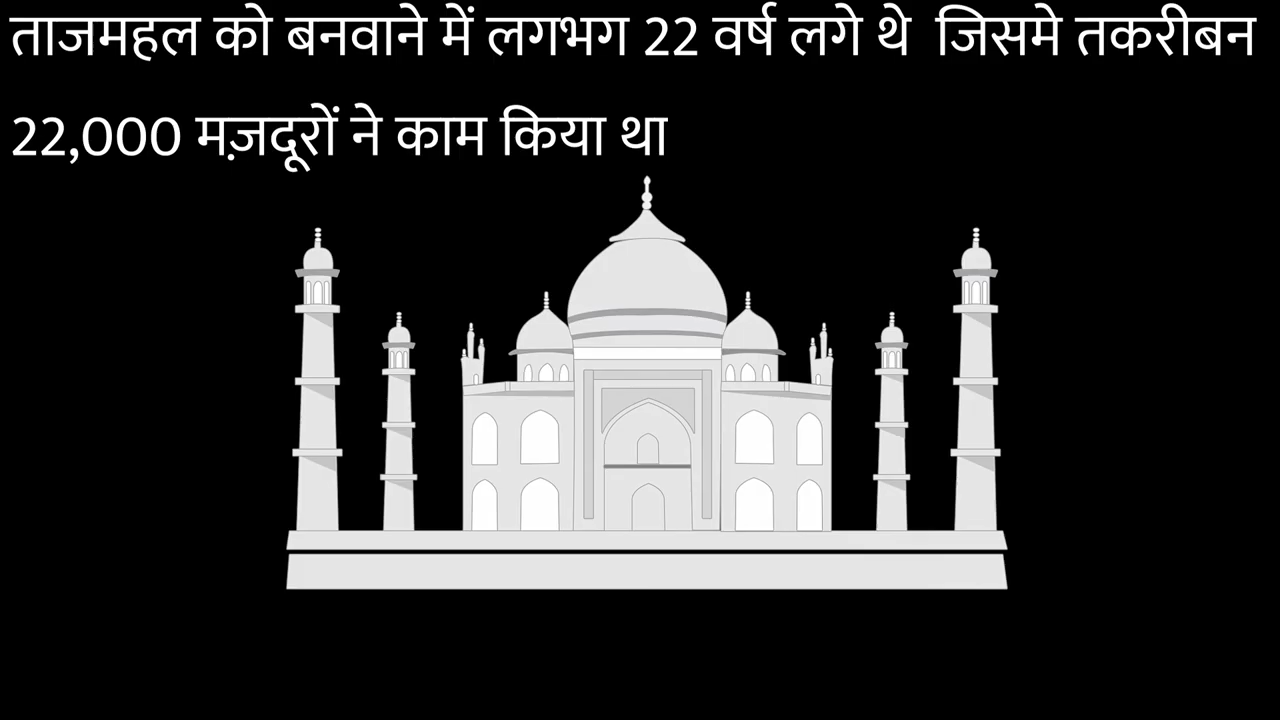 ताजमहल को बनवाने में लगभग 22 वर्ष लगे थे  जिसमे तकरीबन
22,000 मज़दूरों ने काम किया था